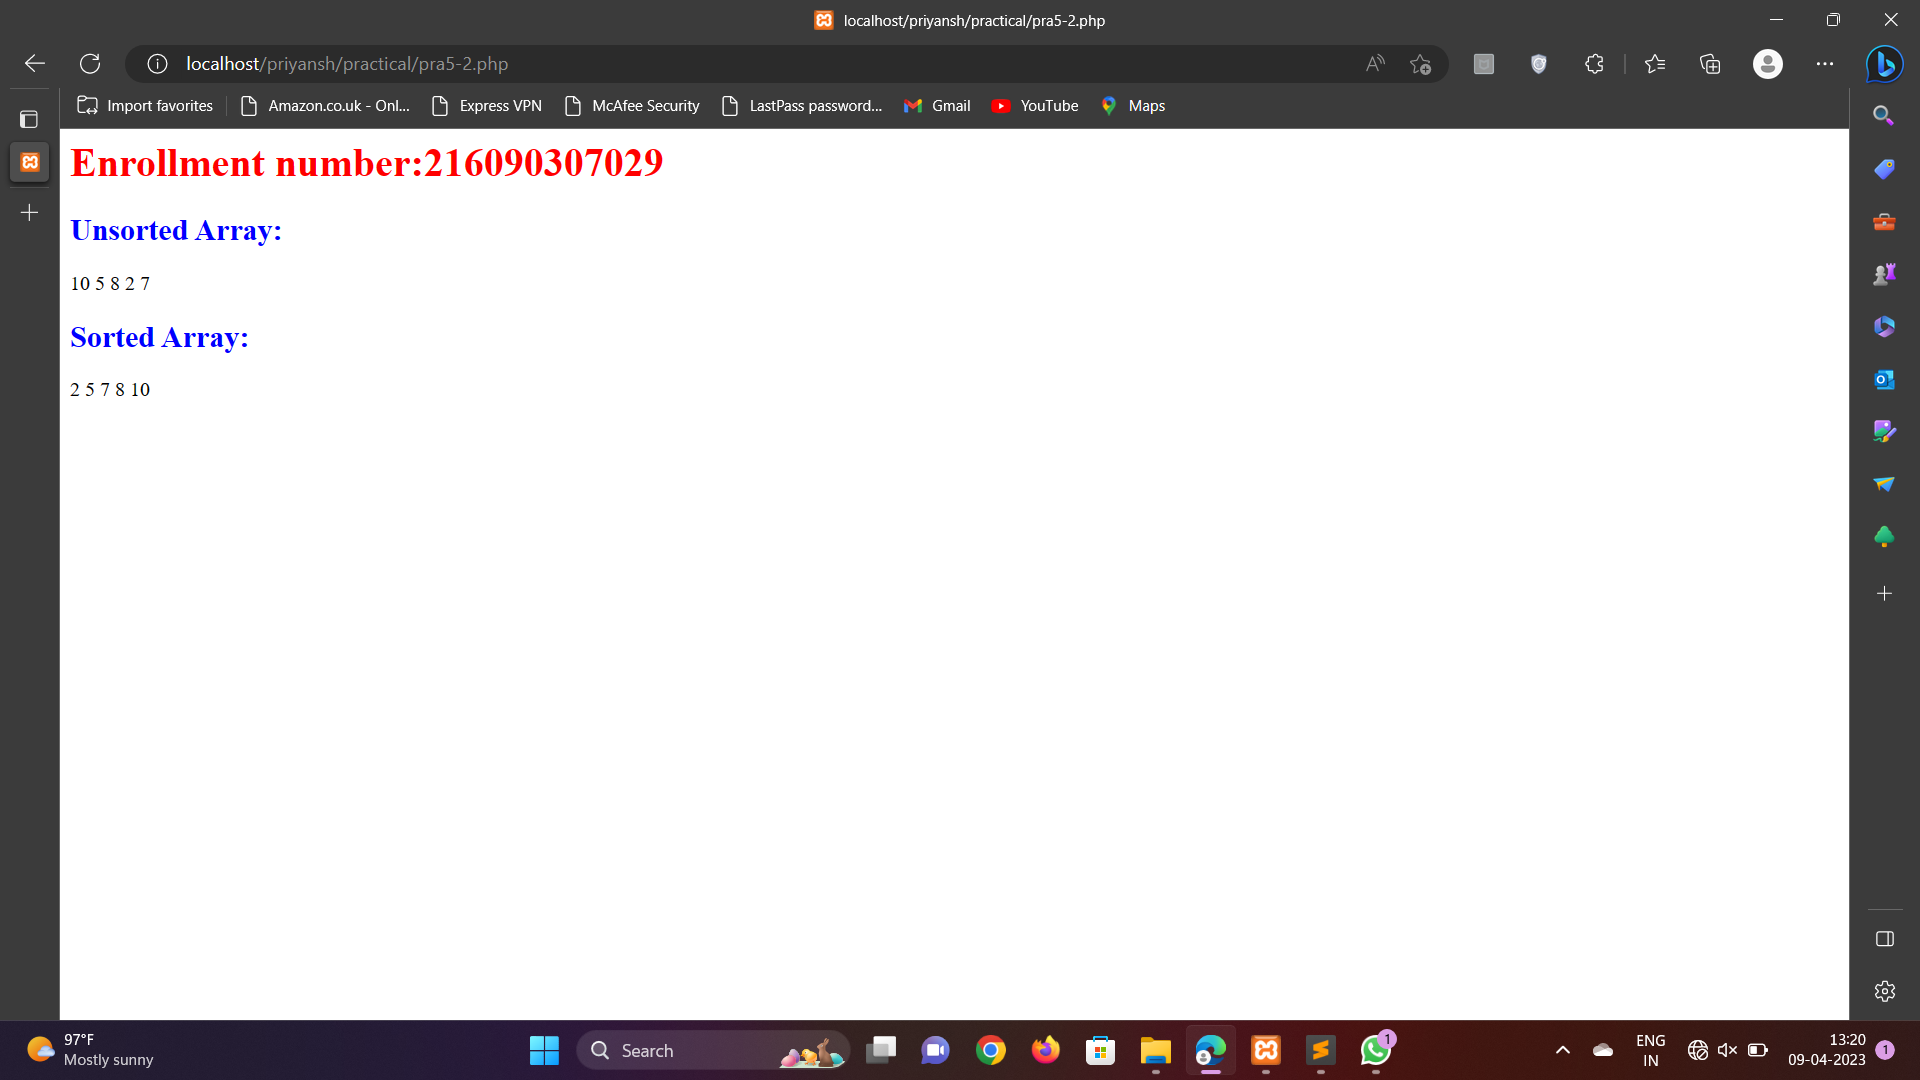 localhost/priyansh/practical/pra5-2.php
localhost/priyansh/practical/pra5-2.php
Import favorites
Amazon.co.uk - Onl...
Express VPN
McAfee Security
LastPass password...
Gmail
YouTube
Maps
Enrollment number:216090307029
Unsorted Array:
10 5 8 2 7
Sorted Array:
2 5 7 8 10
97°F
Mostly sunny
Search
1
ENG
IN
13:20
09-04-2023
1